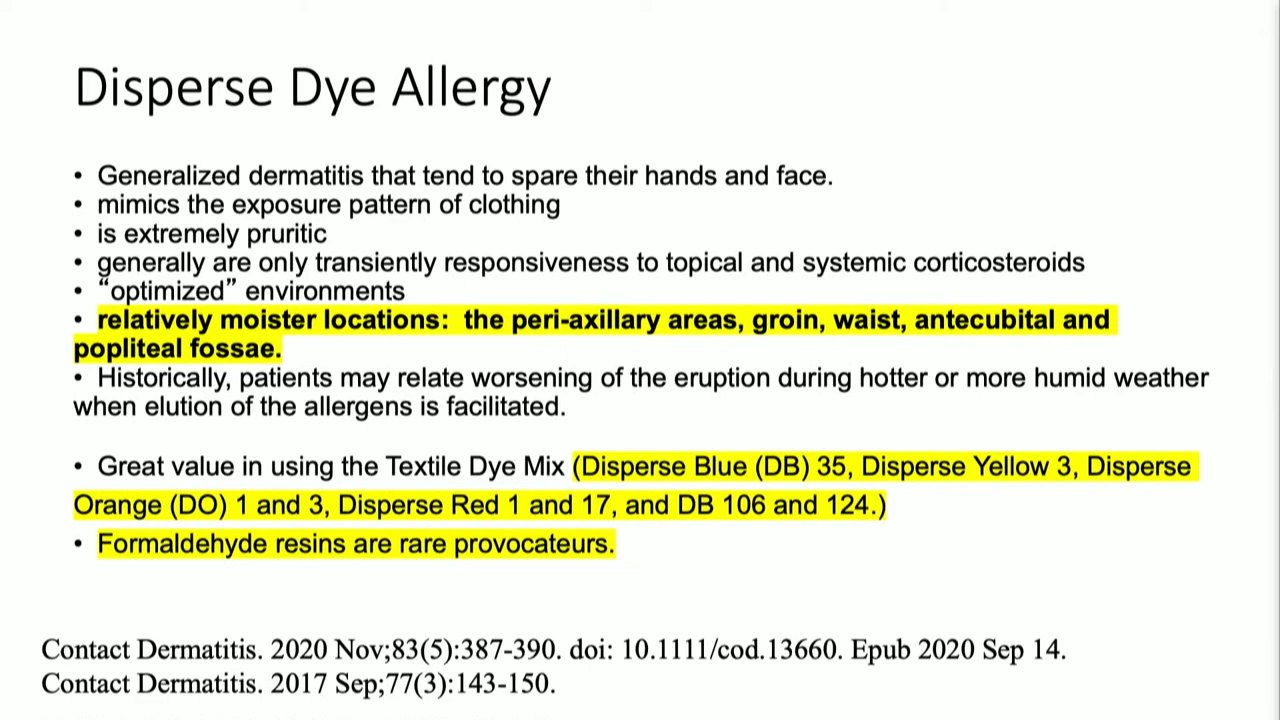 Disperse Dye Allergy
• Generalized dermatitis that tend to spare their hands and face.
• mimics the exposure pattern of clothing
• is extremely pruritic
• generally are only transiently responsiveness to topical and systemic corticosteroids
• “optimized” environments
• relatively moister locations:  the peri-axillary areas, groin, waist, antecubital and
popliteal fossae.
• Historically, patients may relate worsening of the eruption during hotter or more humid weather
when elution of the allergens is facilitated.
• Great value in using the Textile Dye Mix (Disperse Blue (DB) 35, Disperse Yellow 3, Disperse
Orange (DO) 1 and 3, Disperse Red 1 and 17, and DB 106 and 124.)
• Formaldehyde resins are rare provocateurs.
Contact Dermatitis. 2020 Nov;83(5):387-390. doi: 10.1111/cod.13660. Epub 2020 Sep 14.
Contact Dermatitis. 2017 Sep;77(3):143-150.